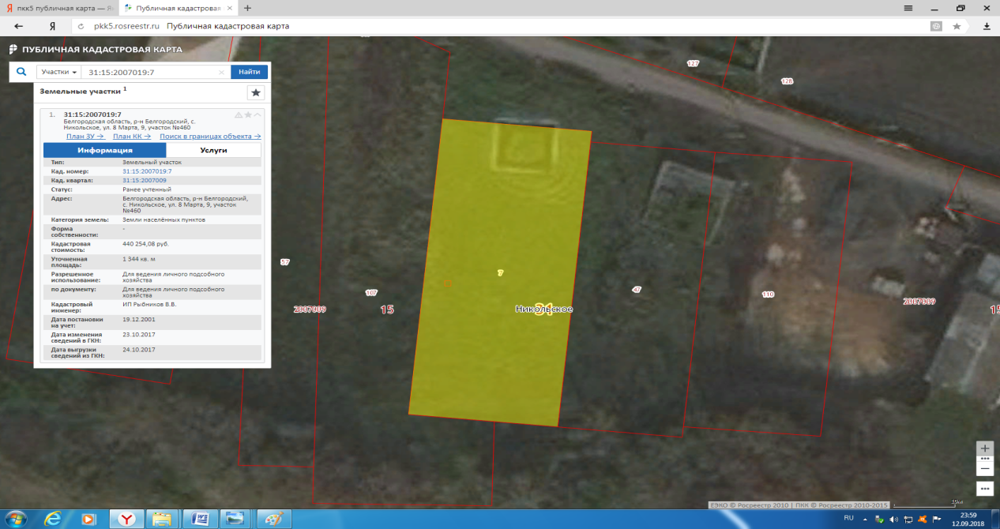 пкк5 публичная карта — Я
Публичная кадастровая
pkk5.rosreestr.ru Публичная кадастровая карта
ПУБЛИЧНАЯ КАДАСТРОВАЯ КАРТА
Участки 31:15:2007019:7 Найти
Земельные участки 1
1. 31:15:2007019:7
Белгородская область, р-н Белгородский, с.
Никольское, ул. 8 Марта, 9, участок №460
План ЗУ → План КК → Поиск в границах объекта →
Информация Услуги
Тип: Земельный участок
Кад. номер: 31:15:2007019:7
Кад. квартал: 31:15:2007009
Статус: Ранее учтенный
Адрес: Белгородская область, р-н Белгородский,
с. Никольское, ул. 8 Марта, 9, участок
№460
Категория земель: Земли населённых пунктов
Форма
собственности: -
Кадастровая
стоимость: 440 254,08 руб.
Уточненная
площадь: 1 344 кв. м
Разрешенное
использование: Для ведения личного подсобного
хозяйства
по документу: Для ведения личного подсобного
хозяйства
Кадастровый
инженер: ИП Рыбников В.В.
Дата постановки
на учет: 19.12.2001
Дата изменения
сведений в ГКН: 23.10.2017
Дата выгрузки
сведений из ГКН: 24.10.2017
127
128
57
107
7
47
110
2007009
15
Никольское
31
2007009
15
ЕЭКО © Росреестр 2010 | ПКК © Росреестр 2010-2015
RU
23:59
12.09.2018